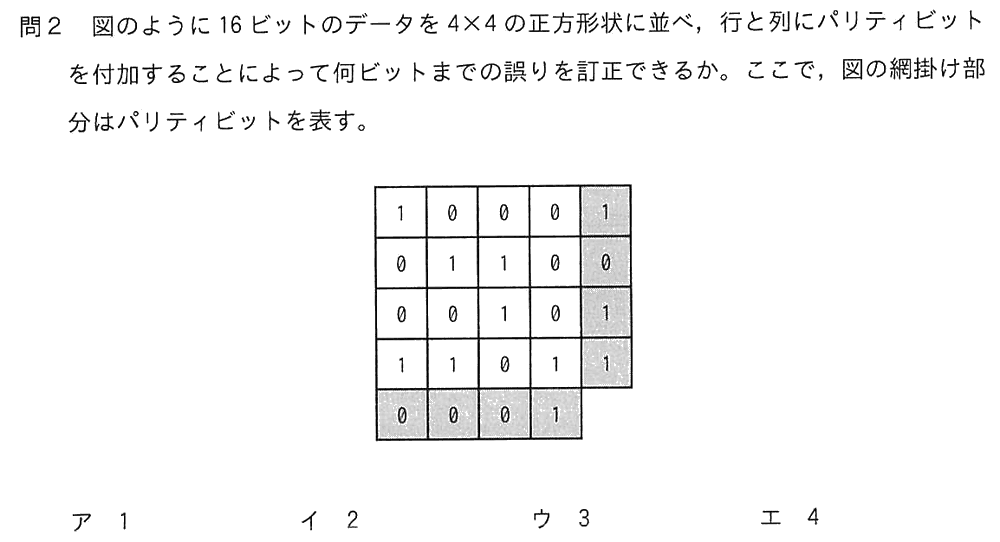 問2 図のように16ビットのデータを4×4の正方形状に並べ，行と列にパリティビット
を付加することによって何ビットまでの誤りを訂正できるか。ここで，図の網掛け部
分はパリティビットを表す。
1 0 0 0 1
0 1 1 0 0
0 0 1 0 1
1 1 0 1 1
0 0 0 1
ア 1 イ 2 ウ 3 エ 4